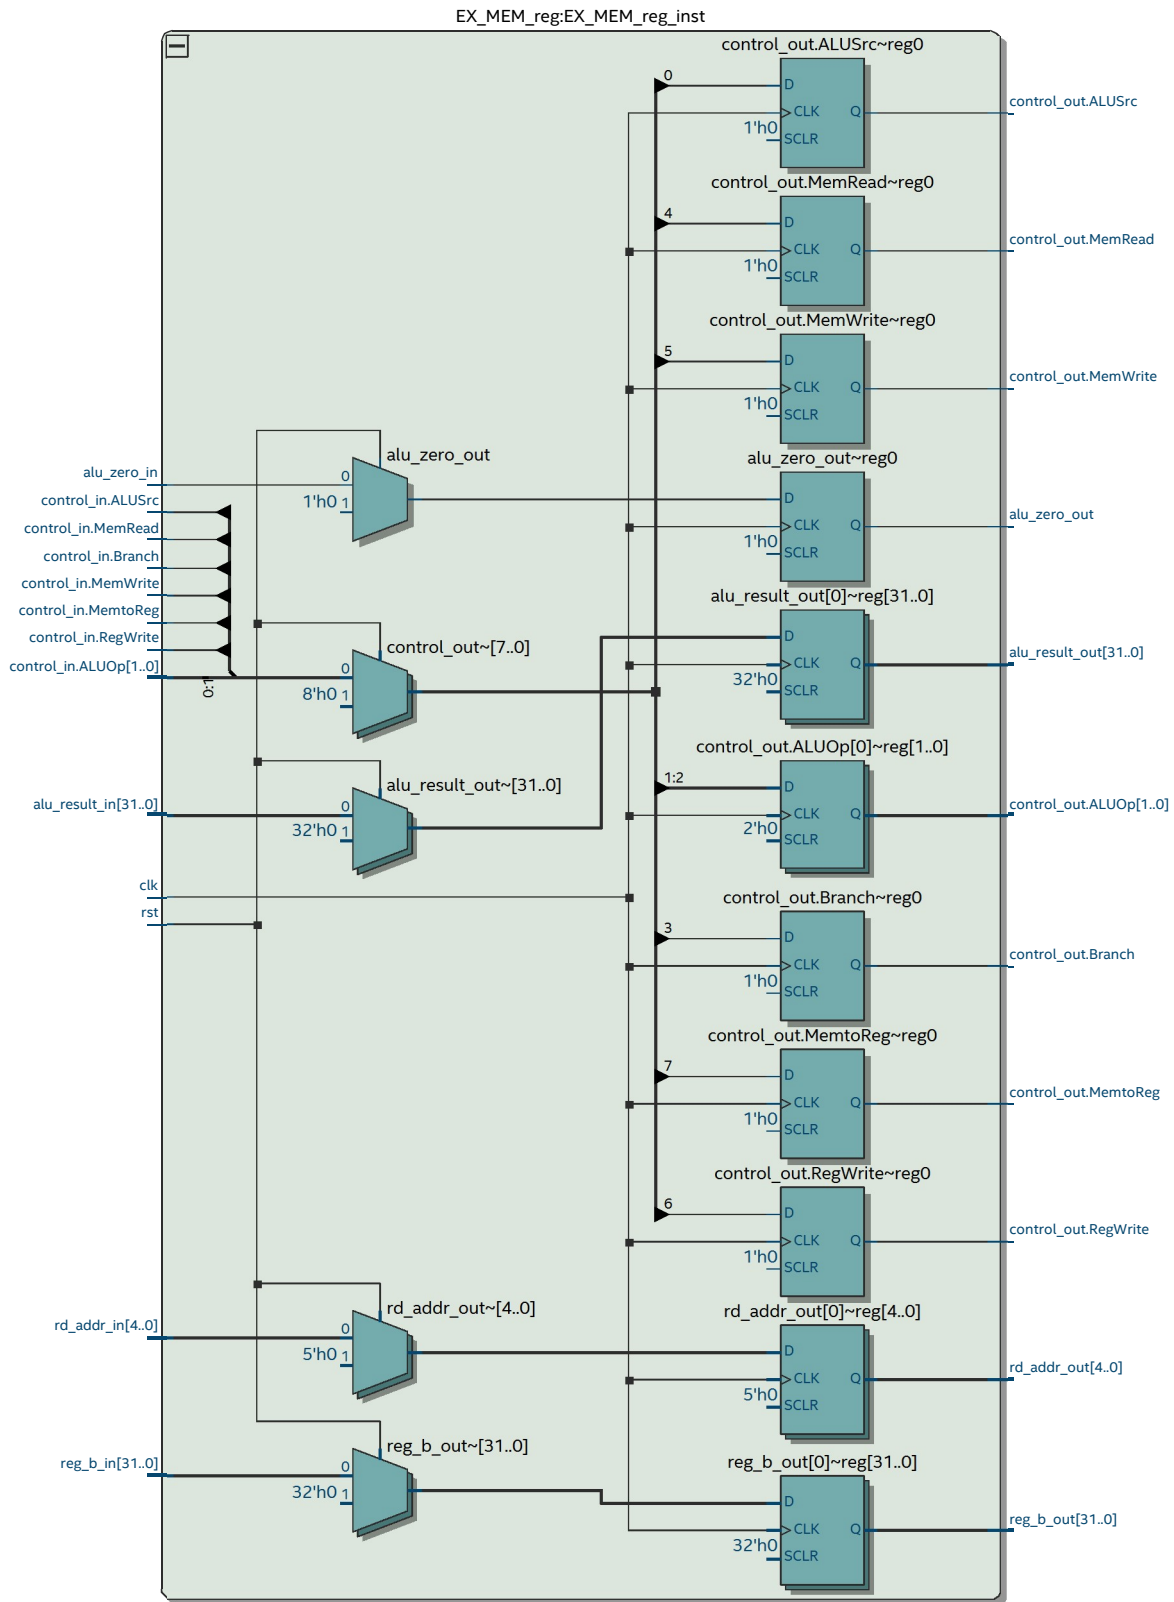 EX_MEM_reg:EX_MEM_reg_inst
control_out.ALUSrc~reg0
0
D
control_out.ALUSrc
CLK
Q
1'h0
SCLR
control_out.MemRead~reg0
4
D
control_out.MemRead
CLK
Q
1'h0
SCLR
control_out.MemWrite~reg0
5
D
control_out.MemWrite
CLK
Q
1'h0
SCLR
alu_zero_out
alu_zero_out~reg0
alu_zero_in
0
1'h0
1
D
CLK
Q
1'h0
SCLR
alu_zero_out
control_in.ALUSrc
control_in.MemRead
control_in.Branch
control_in.MemWrite
control_in.MemtoReg
control_in.RegWrite
control_in.ALUOp[1..0]
0:1
control_out~[7..0]
0
8'h0
1
alu_result_out[0]~reg[31..0]
D
CLK
Q
32'h0
SCLR
alu_result_out[31..0]
alu_result_out~[31..0]
alu_result_in[31..0]
0
32'h0
1
control_out.ALUOp[0]~reg[1..0]
1:2
D
CLK
Q
2'h0
SCLR
control_out.ALUOp[1..0]
clk
rst
control_out.Branch~reg0
3
D
control_out.Branch
CLK
Q
1'h0
SCLR
control_out.MemtoReg~reg0
7
D
control_out.MemtoReg
CLK
Q
1'h0
SCLR
control_out.RegWrite~reg0
6
D
control_out.RegWrite
CLK
Q
1'h0
SCLR
rd_addr_out~[4..0]
rd_addr_in[4..0]
0
5'h0
1
rd_addr_out[0]~reg[4..0]
D
rd_addr_out[4..0]
CLK
Q
5'h0
SCLR
reg_b_out~[31..0]
reg_b_in[31..0]
0
32'h0
1
reg_b_out[0]~reg[31..0]
D
reg_b_out[31..0]
CLK
Q
32'h0
SCLR